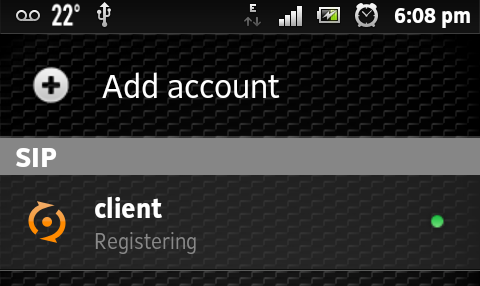 22° E 6:08 pm
Add account
SIP
client
Registering